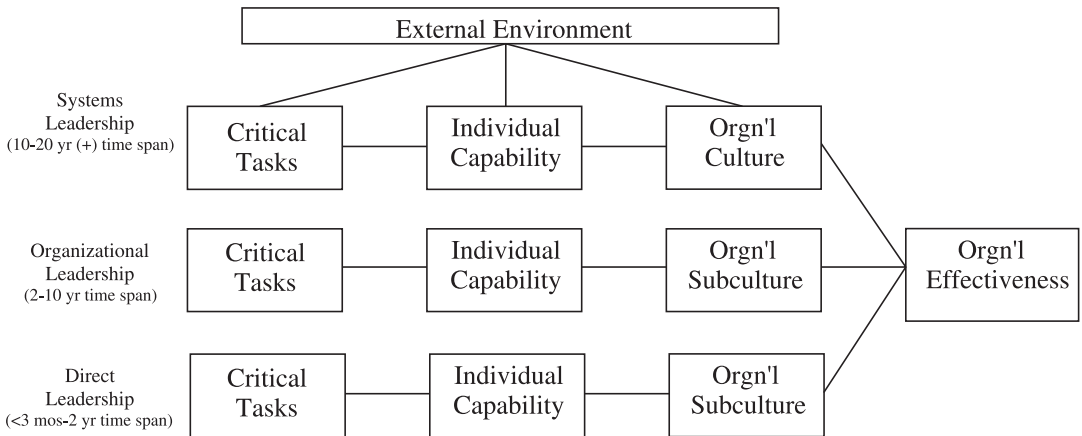 External Environment
Systems
Leadership
(10-20 yr (+) time span)
Critical
Tasks
Individual
Capability
Orgn'l
Culture
Organizational
Leadership
(2-10 yr time span)
Critical
Tasks
Individual
Capability
Orgn'l
Subculture
Orgn'l
Effectiveness
Direct
Leadership
(<3 mos-2 yr time span)
Critical
Tasks
Individual
Capability
Orgn'l
Subculture